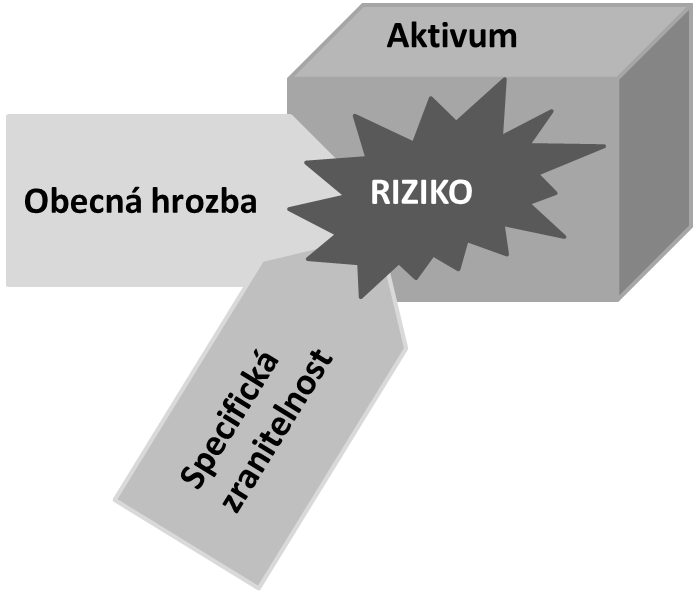 Aktivum
Obecná hrozba
RIZIKO
Specifická
zranitelnost